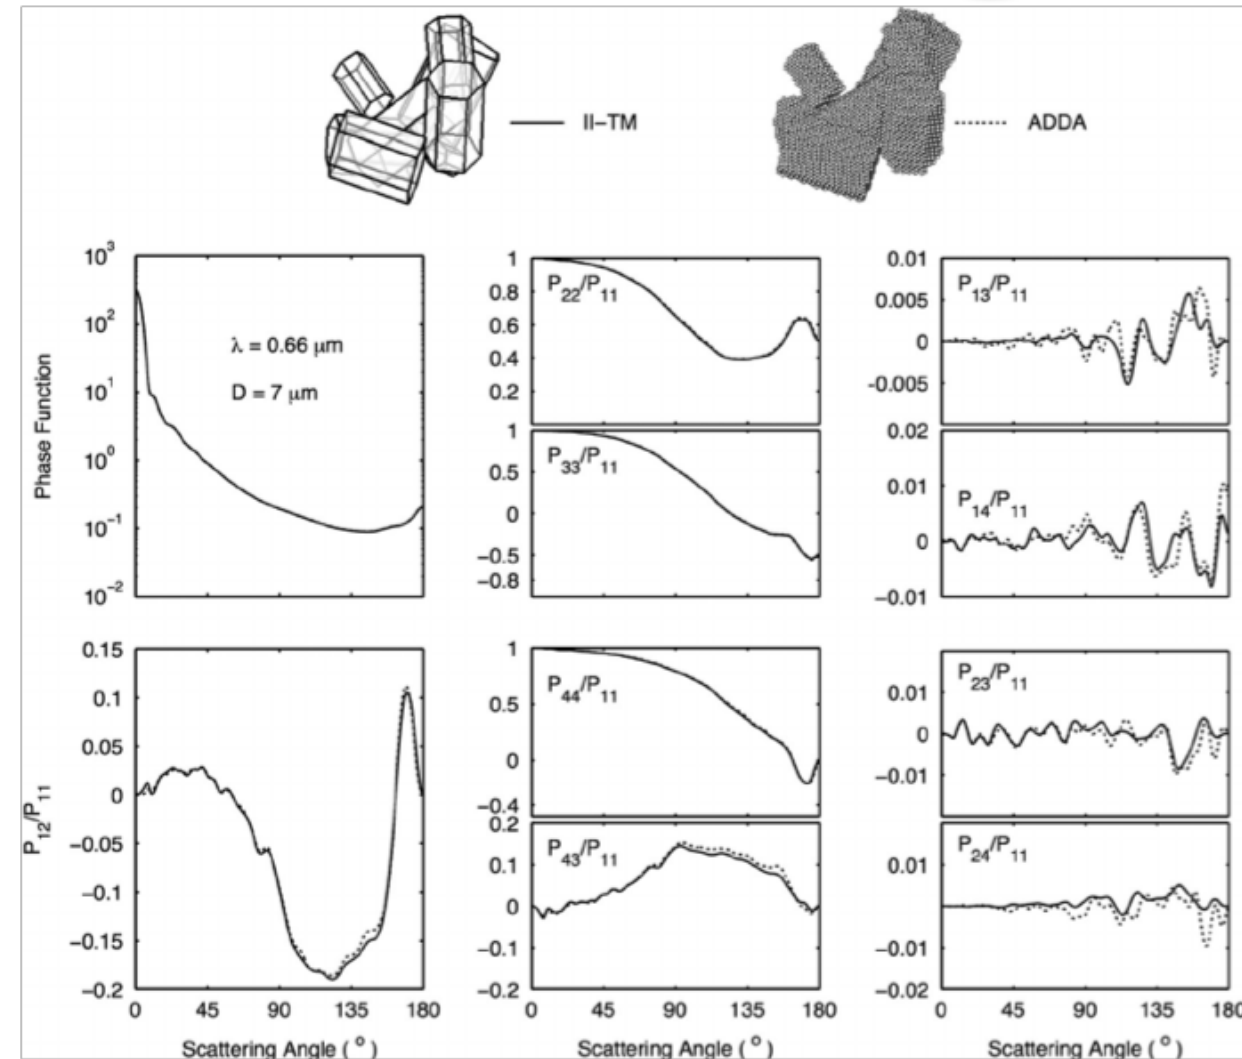 II–TM
ADDA
10³
10²
10¹
10⁰
10⁻¹
10⁻²
Phase Function
λ = 0.66 μm
D = 7 μm
1
0.8
0.6
0.4
0.2
P₂₂/P₁₁
1
0.5
0
−0.5
−0.8
P₃₃/P₁₁
0.01
0.005
0
-0.005
P₁₃/P₁₁
0.02
0.01
0
−0.01
P₁₄/P₁₁
0.15
0.1
0.05
0
−0.05
−0.1
−0.15
−0.2
P₁₂/P₁₁
0 45 90 135 180
Scattering Angle ( ° )
1
0.5
0
−0.4
P₄₄/P₁₁
0.2
0.1
0
−0.1
0.2
P₄₃/P₁₁
0 45 90 135 180
Scattering Angle ( ° )
0.01
0
−0.01
P₂₃/P₁₁
0.01
0
−0.01
−0.02
P₂₄/P₁₁
0 45 90 135 180
Scattering Angle ( ° )